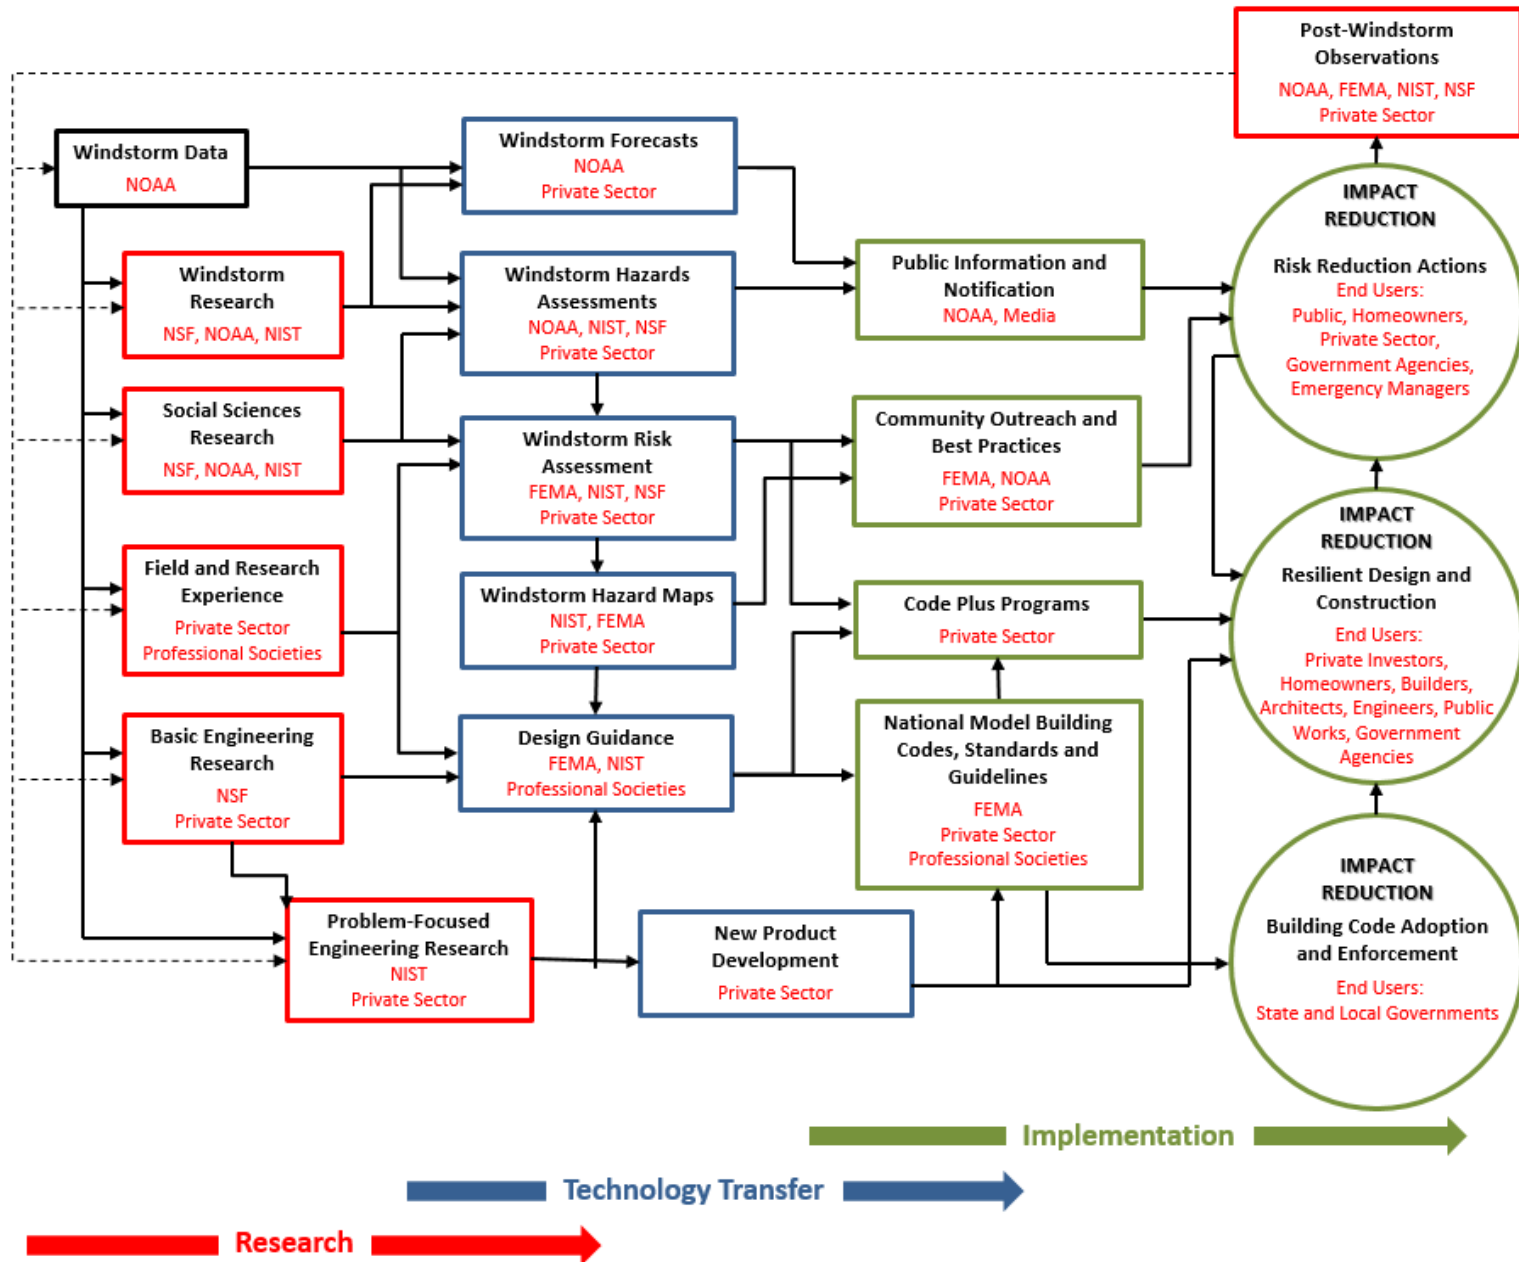 Post-Windstorm
Observations
NOAA, FEMA, NIST, NSF
Private Sector
Windstorm Data
NOAA
Windstorm Forecasts
NOAA
Private Sector
Windstorm
Research
NSF, NOAA, NIST
Windstorm Hazards
Assessments
NOAA, NIST, NSF
Private Sector
Public Information and
Notification
NOAA, Media
IMPACT
REDUCTION
Risk Reduction Actions
End Users:
Public, Homeowners,
Private Sector,
Government Agencies,
Emergency Managers
Social Sciences
Research
NSF, NOAA, NIST
Windstorm Risk
Assessment
FEMA, NIST, NSF
Private Sector
Community Outreach and
Best Practices
FEMA, NOAA
Private Sector
Field and Research
Experience
Private Sector
Professional Societies
Windstorm Hazard Maps
NIST, FEMA
Private Sector
Code Plus Programs
Private Sector
IMPACT
REDUCTION
Resilient Design and
Construction
End Users:
Private Investors,
Homeowners, Builders,
Architects, Engineers, Public
Works, Government
Agencies
Basic Engineering
Research
NSF
Private Sector
Design Guidance
FEMA, NIST
Professional Societies
National Model Building
Codes, Standards and
Guidelines
FEMA
Private Sector
Professional Societies
Problem-Focused
Engineering Research
NIST
Private Sector
New Product
Development
Private Sector
IMPACT
REDUCTION
Building Code Adoption
and Enforcement
End Users:
State and Local Governments
Implementation
Technology Transfer
Research